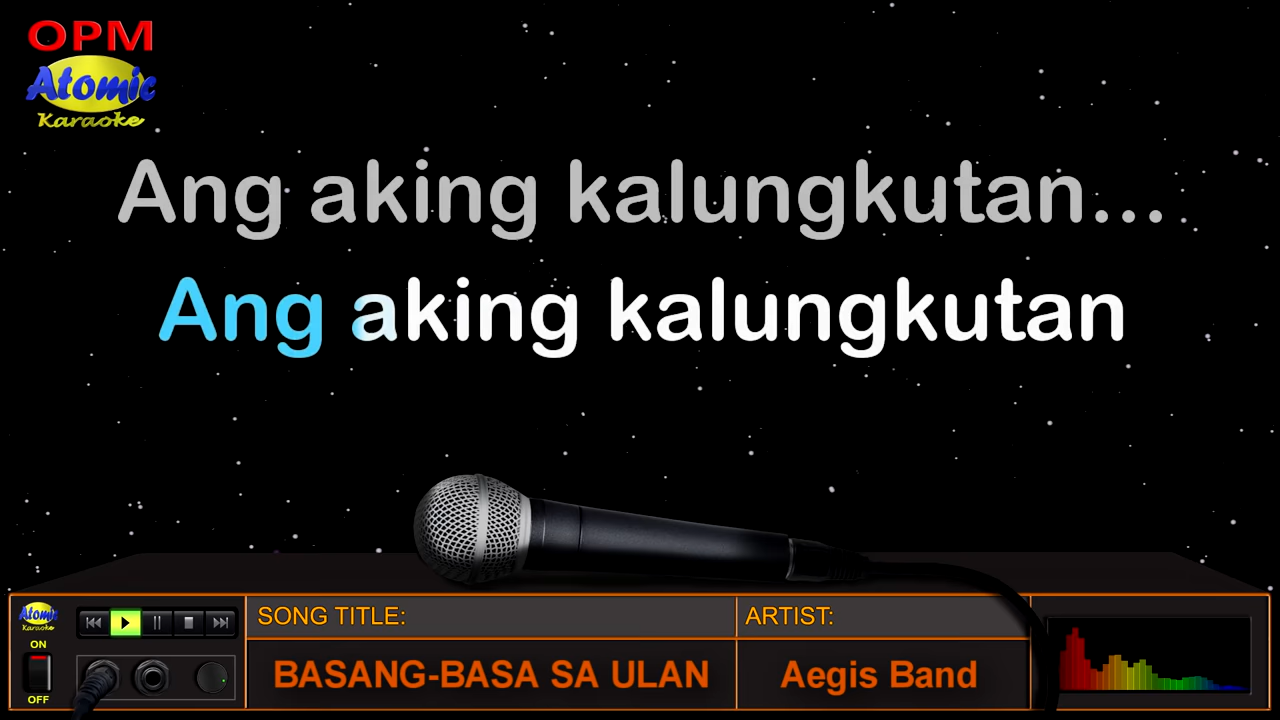 OPM
Atomic
Karaoke
Ang aking kalungkutan...
Ang aking kalungkutan
Atomic
Karaoke
ON
OFF
SONG TITLE:
ARTIST:
BASANG-BASA SA ULAN
Aegis Band